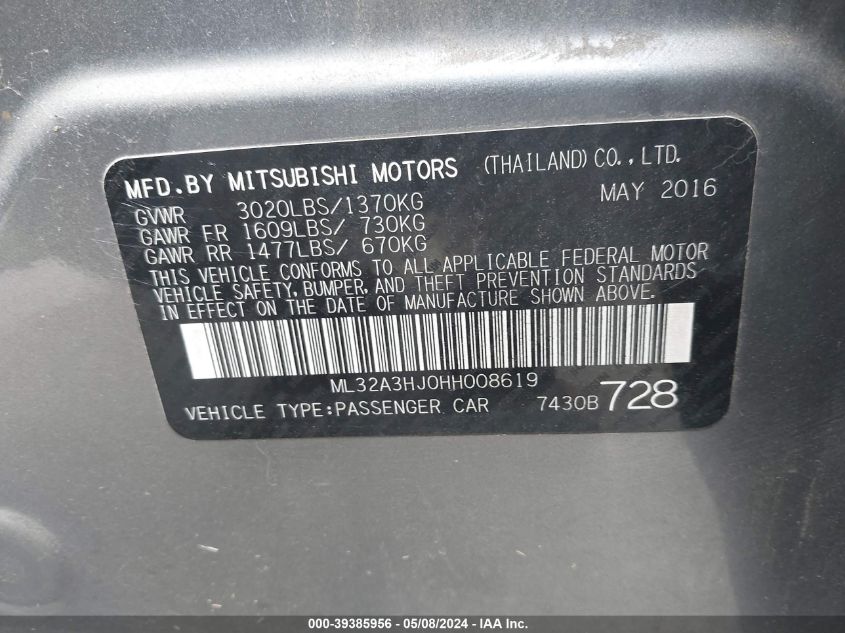 MFD.BY MITSUBISHI MOTORS (THAILAND) CO., LTD.
MAY 2016
GVWR 3020LBS/1370KG
GAWR FR 1609LBS/ 730KG
GAWR RR 1477LBS/ 670KG
THIS VEHICLE CONFORMS TO ALL APPLICABLE FEDERAL MOTOR
VEHICLE SAFETY, BUMPER, AND THEFT PREVENTION STANDARDS
IN EFFECT ON THE DATE OF MANUFACTURE SHOWN ABOVE.
ML32A3HJ0HH008619
VEHICLE TYPE:PASSENGER CAR 7430B 728
000-39385956 - 05/08/2024 - IAA Inc.